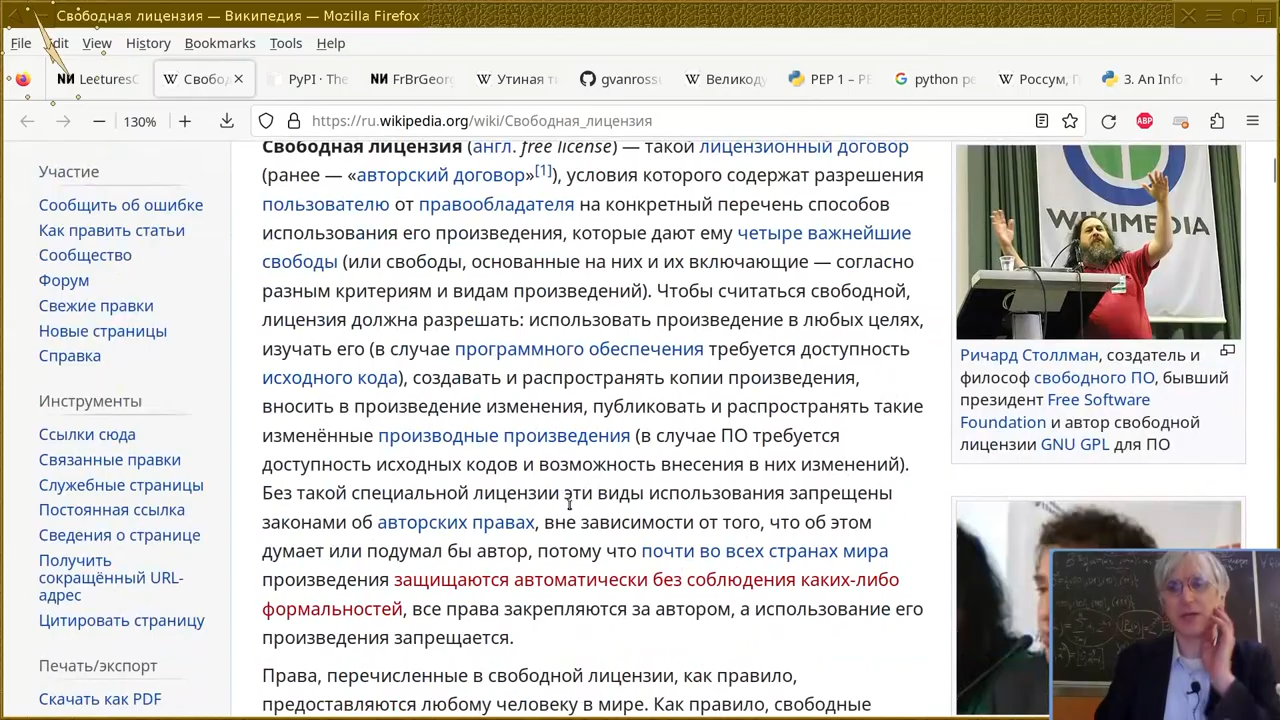 Свободная лицензия — Википедия — Mozilla Firefox
File Edit View History Bookmarks Tools Help
LeeturesC
Свобод
PyPI · The
FrBrGeorg
Утиная т
gvanross
Великоду
PEP 1 – PE
python pe
Россум, Г
3. An Info
130%
https://ru.wikipedia.org/wiki/Свободная_лицензия
ABP
Участие
Сообщить об ошибке
Как править статьи
Сообщество
Форум
Свежие правки
Новые страницы
Справка
Инструменты
Ссылки сюда
Связанные правки
Служебные страницы
Постоянная ссылка
Сведения о странице
Получить
сокращённый URL-
адрес
Цитировать страницу
Печать/экспорт
Скачать как PDF
Свободная лицензия (англ. free license) — такой лицензионный договор
(ранее — «авторский договор»[1]), условия которого содержат разрешения
пользователю от правообладателя на конкретный перечень способов
использования его произведения, которые дают ему четыре важнейшие
свободы (или свободы, основанные на них и их включающие — согласно
разным критериям и видам произведений). Чтобы считаться свободной,
лицензия должна разрешать: использовать произведение в любых целях,
изучать его (в случае программного обеспечения требуется доступность
исходного кода), создавать и распространять копии произведения,
вносить в произведение изменения, публиковать и распространять такие
изменённые производные произведения (в случае ПО требуется
доступность исходных кодов и возможность внесения в них изменений).
Без такой специальной лицензии эти виды использования запрещены
законами об авторских правах, вне зависимости от того, что об этом
думает или подумал бы автор, потому что почти во всех странах мира
произведения защищаются автоматически без соблюдения каких-либо
формальностей, все права закрепляются за автором, а использование его
произведения запрещается.
Права, перечисленные в свободной лицензии, как правило,
предоставляются любому человеку в мире. Как правило, свободные
WIKIMEDIA
Ричард Столлман, создатель и
философ свободного ПО, бывший
президент Free Software
Foundation и автор свободной
лицензии GNU GPL для ПО